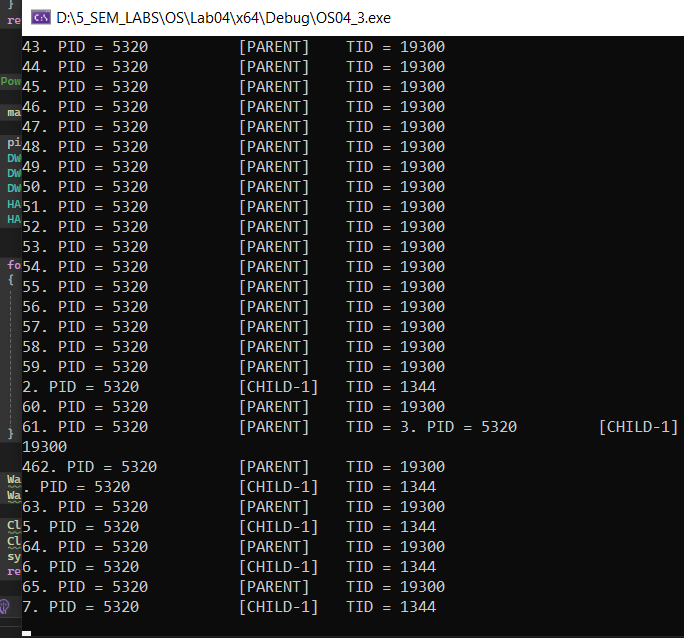 D:\5_SEM_LABS\OS\Lab04\x64\Debug\OS04_3.exe
43. PID = 5320 [PARENT] TID = 19300
44. PID = 5320 [PARENT] TID = 19300
45. PID = 5320 [PARENT] TID = 19300
46. PID = 5320 [PARENT] TID = 19300
47. PID = 5320 [PARENT] TID = 19300
48. PID = 5320 [PARENT] TID = 19300
49. PID = 5320 [PARENT] TID = 19300
50. PID = 5320 [PARENT] TID = 19300
51. PID = 5320 [PARENT] TID = 19300
52. PID = 5320 [PARENT] TID = 19300
53. PID = 5320 [PARENT] TID = 19300
54. PID = 5320 [PARENT] TID = 19300
55. PID = 5320 [PARENT] TID = 19300
56. PID = 5320 [PARENT] TID = 19300
57. PID = 5320 [PARENT] TID = 19300
58. PID = 5320 [PARENT] TID = 19300
59. PID = 5320 [PARENT] TID = 19300
2. PID = 5320 [CHILD-1] TID = 1344
60. PID = 5320 [PARENT] TID = 19300
61. PID = 5320 [PARENT] TID = 3. PID = 5320 [CHILD-1]
19300
462. PID = 5320 [PARENT] TID = 19300
. PID = 5320 [CHILD-1] TID = 1344
63. PID = 5320 [PARENT] TID = 19300
5. PID = 5320 [CHILD-1] TID = 1344
64. PID = 5320 [PARENT] TID = 19300
6. PID = 5320 [CHILD-1] TID = 1344
65. PID = 5320 [PARENT] TID = 19300
7. PID = 5320 [CHILD-1] TID = 1344
}
re
Pow
ma
pi
DW
DW
DW
HA
HA
fo
{
}
Wa
Wa
Cl
Cl
sy
re